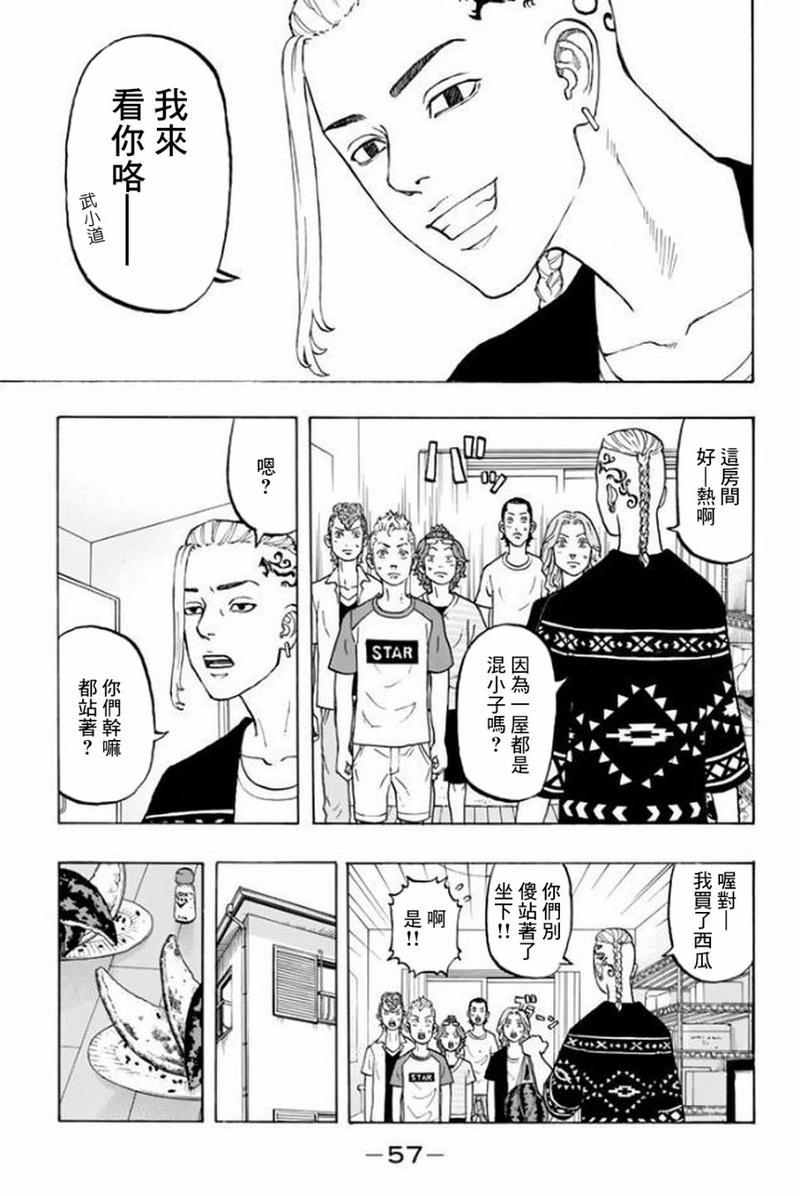 我來
看你咯—
武小道
這房間
好—熱啊
因為一屋都是
混小子嗎?
STAR
嗯?
你們幹嘛
都站著?
喔對—
我買了西瓜
你們別
傻站著了
坐下!!
啊
是!!
STAR
—57—